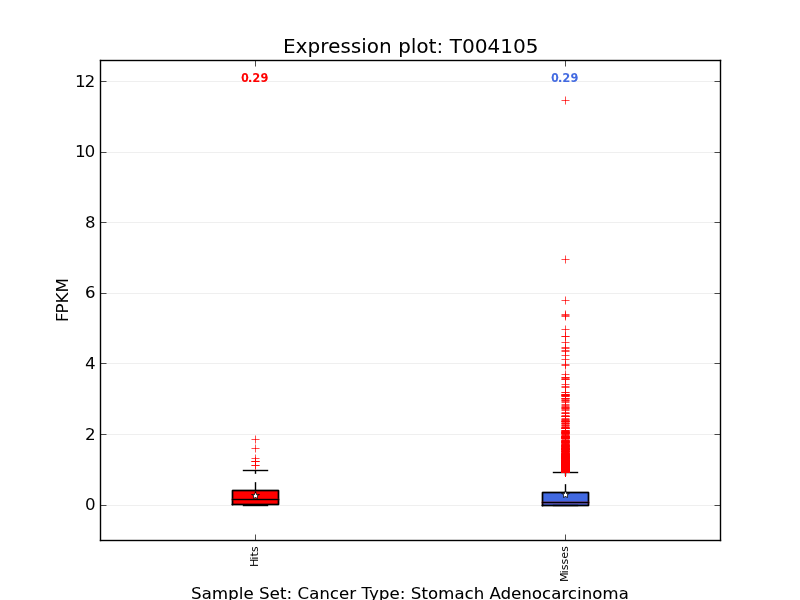 Expression plot: T004105
0.29 0.29
12
10
8
6
4
2
0
FPKM
Hits Misses
Sample Set: Cancer Type: Stomach Adenocarcinoma